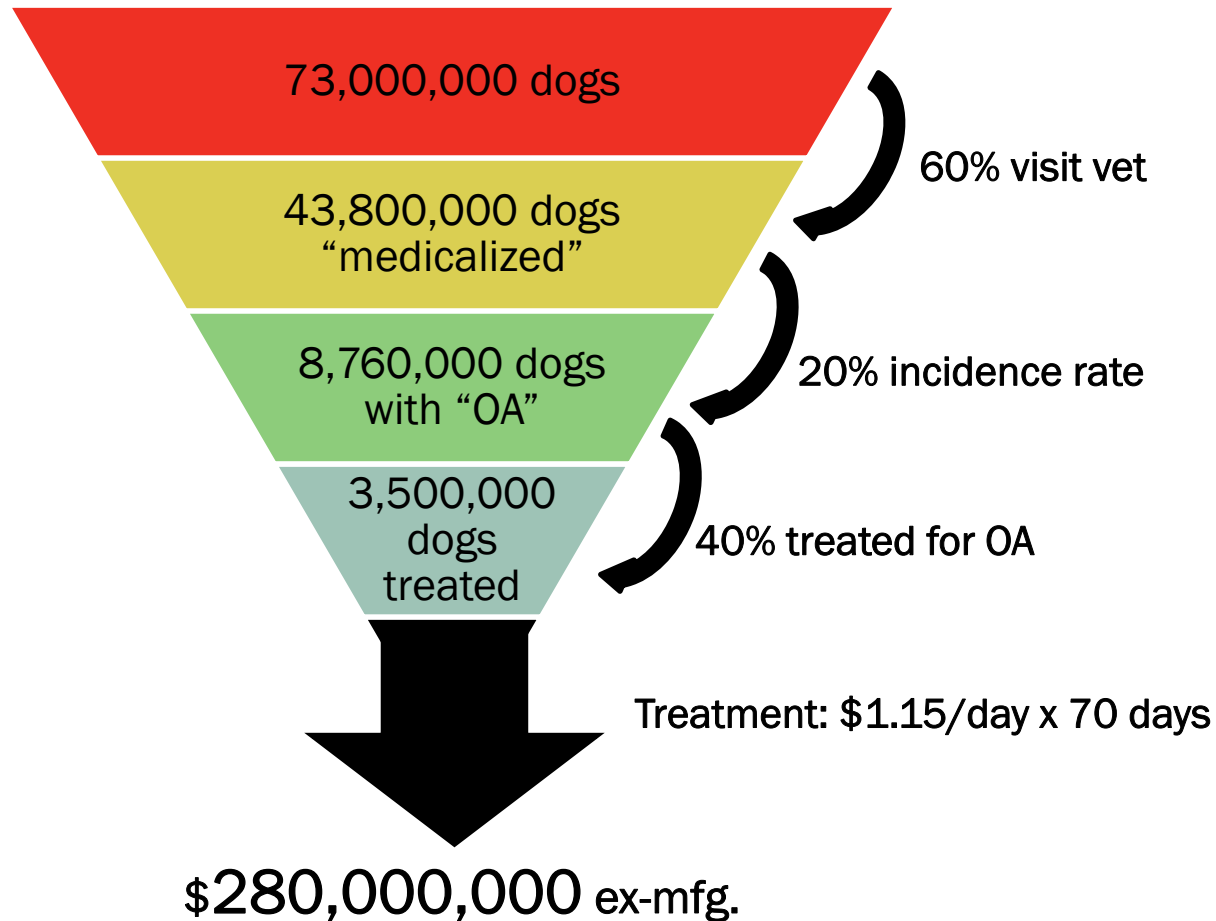 73,000,000 dogs
60% visit vet
43,800,000 dogs
“medicalized”
20% incidence rate
8,760,000 dogs
with “OA”
3,500,000
dogs
treated
40% treated for OA
Treatment: $1.15/day x 70 days
$280,000,000 ex-mfg.